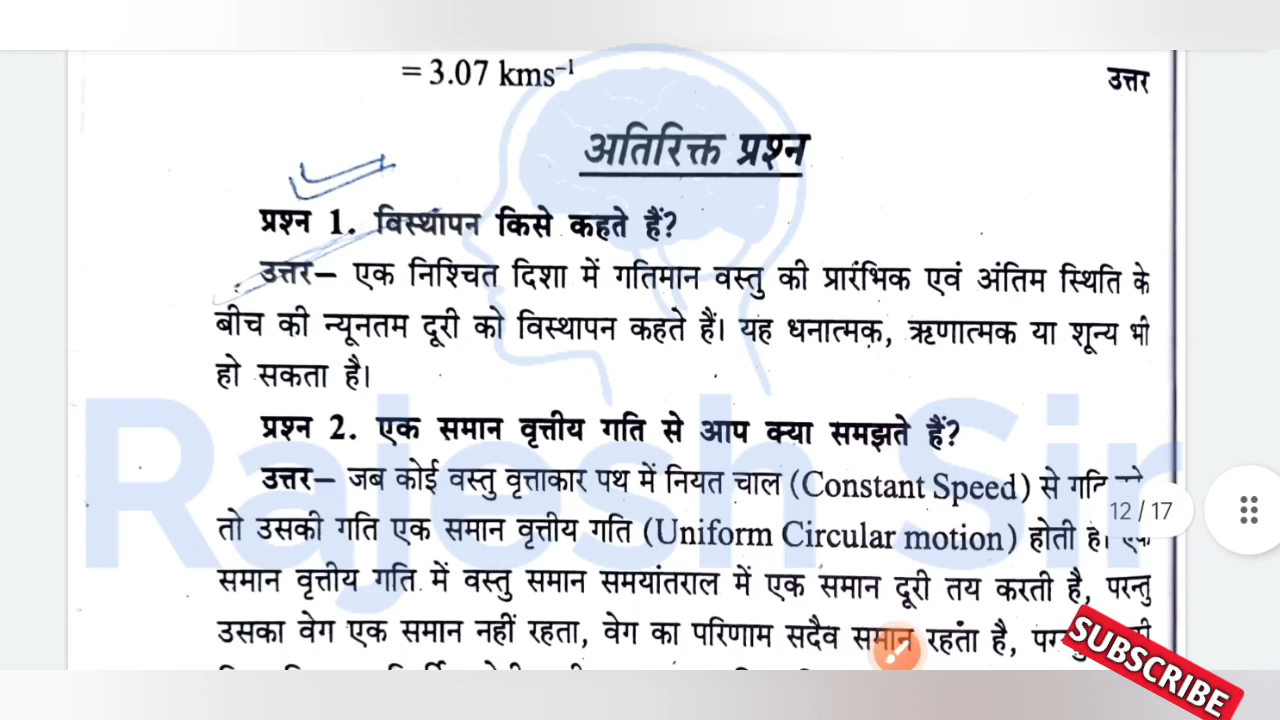 = 3.07 kms⁻¹
उत्तर
अतिरिक्त प्रश्न
प्रश्न 1. विस्थापन किसे कहते हैं?
उत्तर– एक निश्चित दिशा में गतिमान वस्तु की प्रारंभिक एवं अंतिम स्थिति के
बीच की न्यूनतम दूरी को विस्थापन कहते हैं। यह धनात्मक, ऋणात्मक या शून्य भी
हो सकता है।
प्रश्न 2. एक समान वृत्तीय गति से आप क्या समझते हैं?
उत्तर– जब कोई वस्तु वृत्ताकार पथ में नियत चाल (Constant Speed) से गति
तो उसकी गति एक समान वृत्तीय गति (Uniform Circular motion) होती
समान वृत्तीय गति में वस्तु समान समयांतराल में एक समान दूरी तय करती है, परन्तु
उसका वेग एक समान नहीं रहता, वेग का परिणाम सदैव समान रहता है,
Rajesh Sir
12 / 17
SUBSCRIBE